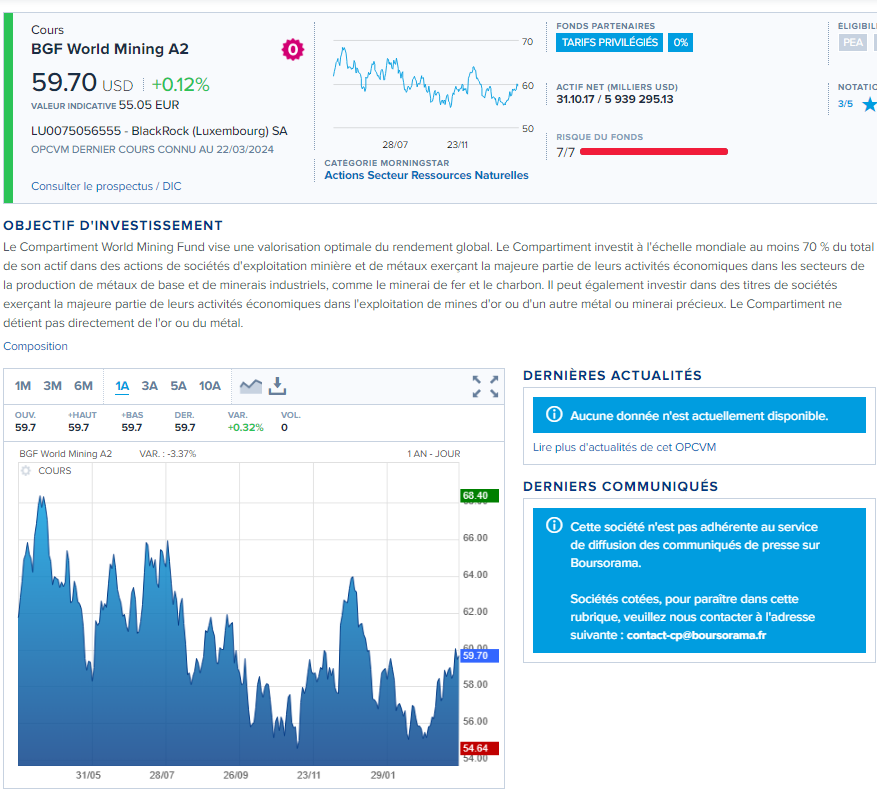 Cours
BGF World Mining A2
0
59.70 USD +0.12%
VALEUR INDICATIVE 55.05 EUR
LU0075056555 - BlackRock (Luxembourg) SA
OPCVM DERNIER COURS CONNU AU 22/03/2024
Consulter le prospectus / DIC
70
60
50
28/07 23/11
CATÉGORIE MORNINGSTAR
Actions Secteur Ressources Naturelles
FONDS PARTENAIRES
TARIFS PRIVILÉGIÉS 0%
ACTIF NET (MILLIERS USD)
31.10.17 / 5 939 295.13
RISQUE DU FONDS
7/7
PEA
3/5
OBJECTIF D'INVESTISSEMENT
Le Compartiment World Mining Fund vise une valorisation optimale du rendement global. Le Compartiment investit à l'échelle mondiale au moins 70 % du total
de son actif dans des actions de sociétés d'exploitation minière et de métaux exerçant la majeure partie de leurs activités économiques dans les secteurs de
la production de métaux de base et de minerais industriels, comme le minerai de fer et le charbon. Il peut également investir dans des titres de sociétés
exerçant la majeure partie de leurs activités économiques dans l'exploitation de mines d'or ou d'un autre métal ou minerai précieux. Le Compartiment ne
détient pas directement de l'or ou du métal.
Composition
1M 3M 6M 1A 3A 5A 10A
OUV. +HAUT +BAS DER. VAR. VOL.
59.7 59.7 59.7 59.7 +0.32% 0
BGF World Mining A2 VAR. : -3.37% 1 AN - JOUR
COURS
68.40
66.00
64.00
62.00
60.00
59.70
58.00
56.00
54.64
54.00
31/05 28/07 26/09 23/11 29/01
DERNIÈRES ACTUALITÉS
Aucune donnée n'est actuellement disponible.
Lire plus d'actualités de cet OPCVM
DERNIERS COMMUNIQUÉS
Cette société n'est pas adhérente au service
de diffusion des communiqués de presse sur
Boursorama.
Sociétés cotées, pour paraître dans cette
rubrique, veuillez nous contacter à l'adresse
suivante : contact-cp@boursorama.fr